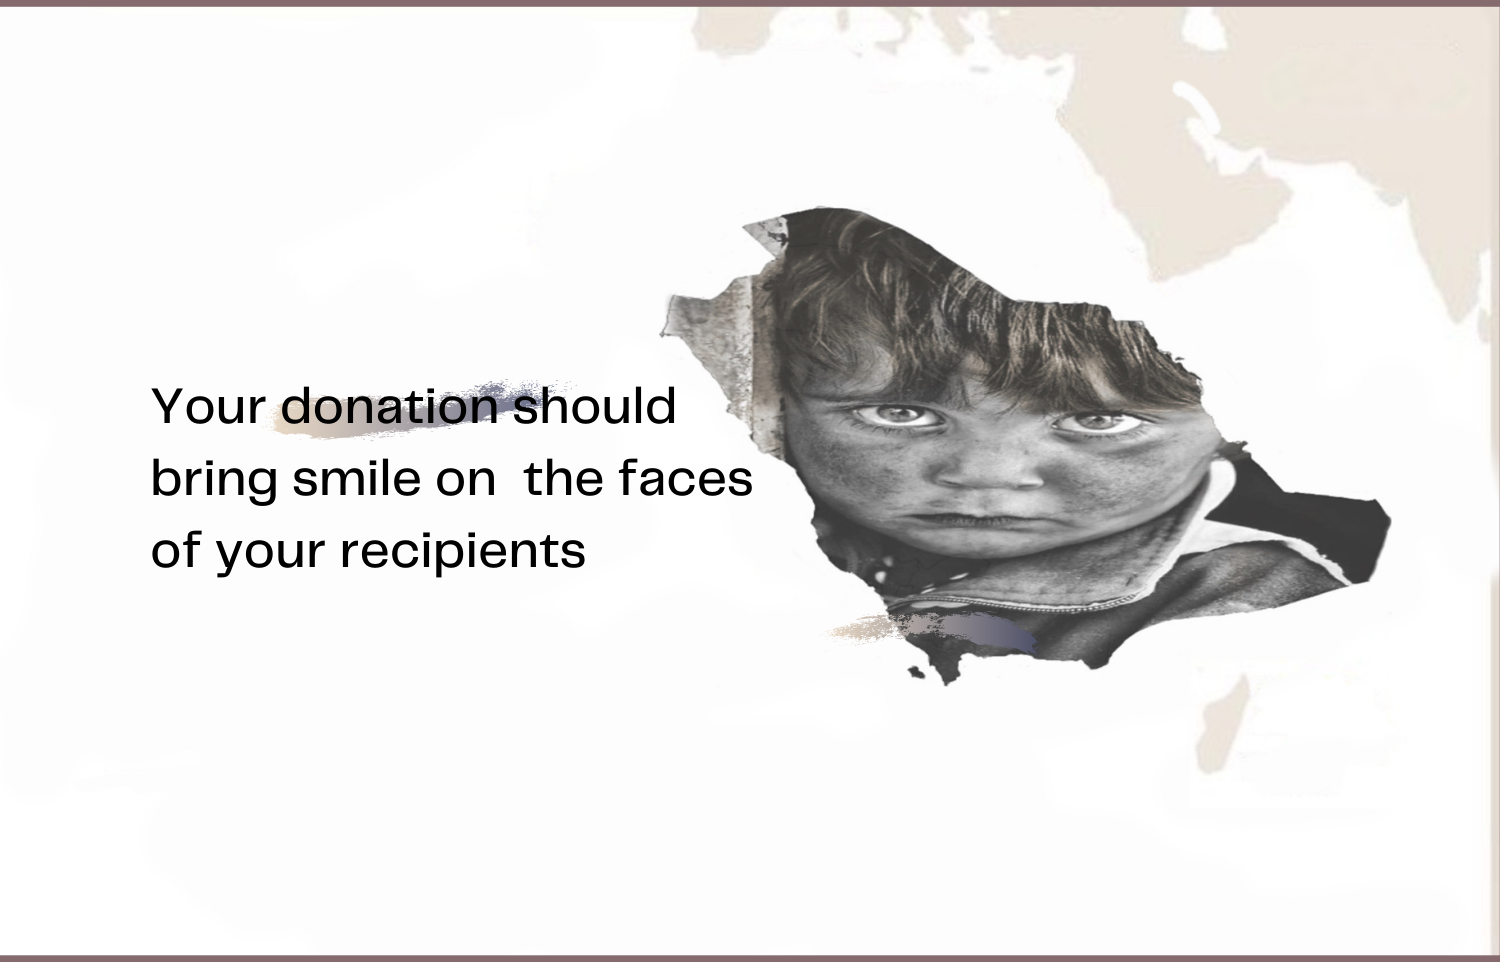 Your donation should
bring smile on  the faces
of your recipients